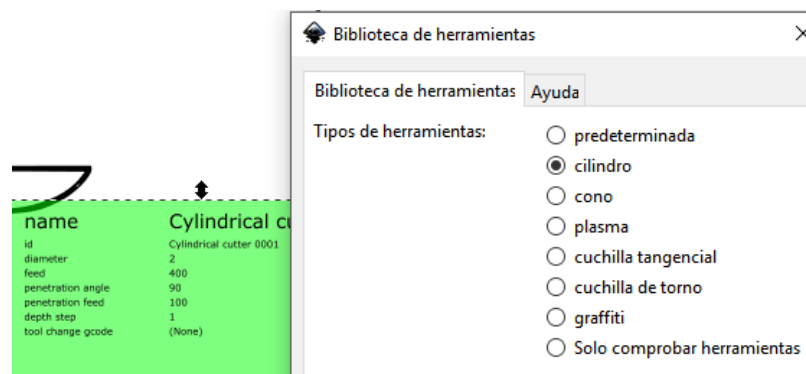 Biblioteca de herramientas
Biblioteca de herramientas Ayuda
Tipos de herramientas:
predeterminada
cilindro
cono
plasma
cuchilla tangencial
cuchilla de torno
graffiti
Solo comprobar herramientas
name Cylindrical
id Cylindrical cutter 0001
diameter 2
feed 400
penetration angle 90
penetration feed 100
depth step 1
tool change gcode (None)